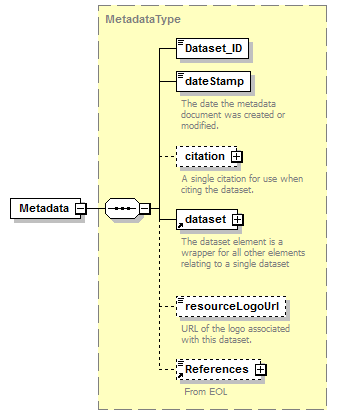 MetadataType
Dataset_ID
dateStamp
The date the metadata
document was created or
modified.
citation
A single citation for use when
citing the dataset.
Metadata
dataset
The dataset element is a
wrapper for all other elements
relating to a single dataset
resourceLogoUrl
URL of the logo associated
with this dataset.
References
From EOL